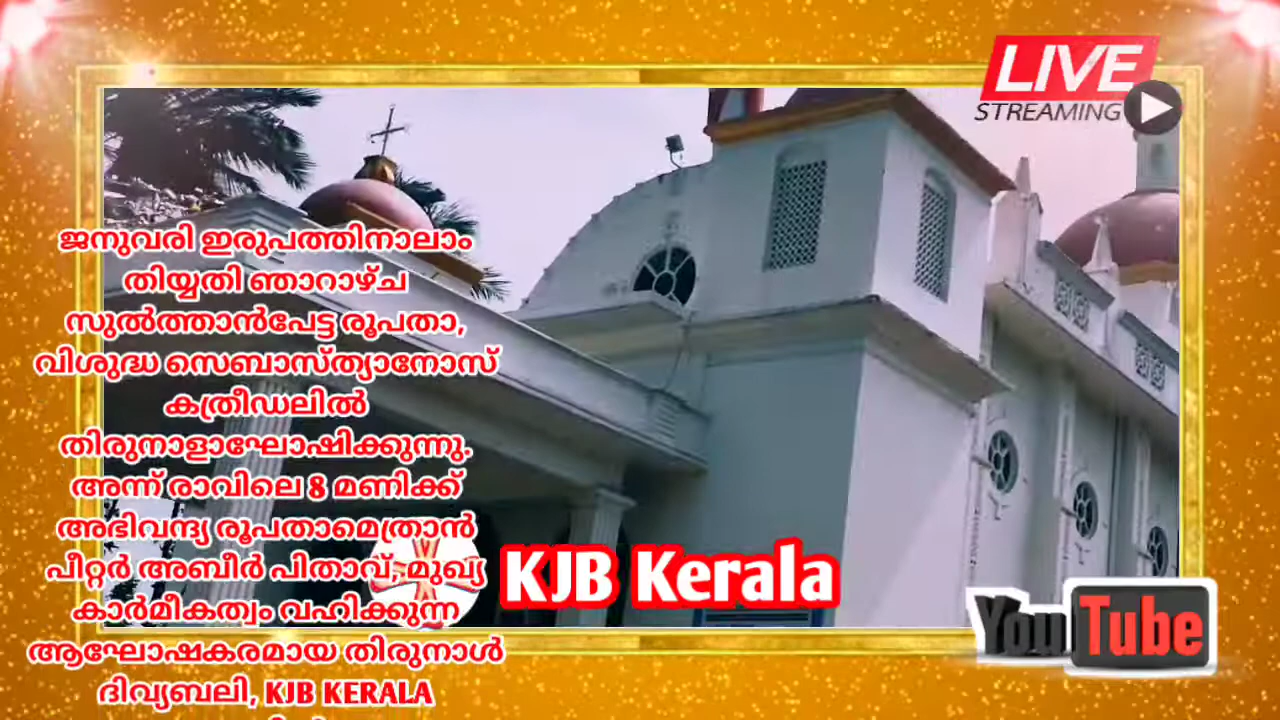 LIVE
STREAMING
ജനുവരി ഇരുപത്തിനാലാം
തിയ്യതി ഞാറാഴ്ച
സുൽത്താൻപേട്ട രൂപതാ,
വിശുദ്ധ സെബാസ്ത്യാനോസ്
കത്രീഡലിൽ
തിരുനാളാഘോഷിക്കുന്നു.
അന്ന് രാവിലെ 8 മണിക്ക്
അഭിവന്ദ്യ രൂപതാമെത്രാൻ
പീറ്റർ അബീർ പിതാവ്, മുഖ്യ
കാർമീകത്വം വഹിക്കുന്ന
ആഘോഷകരമായ തിരുനാൾ
ദിവ്യബലി, KJB KERALA
KJB Kerala
YouTube